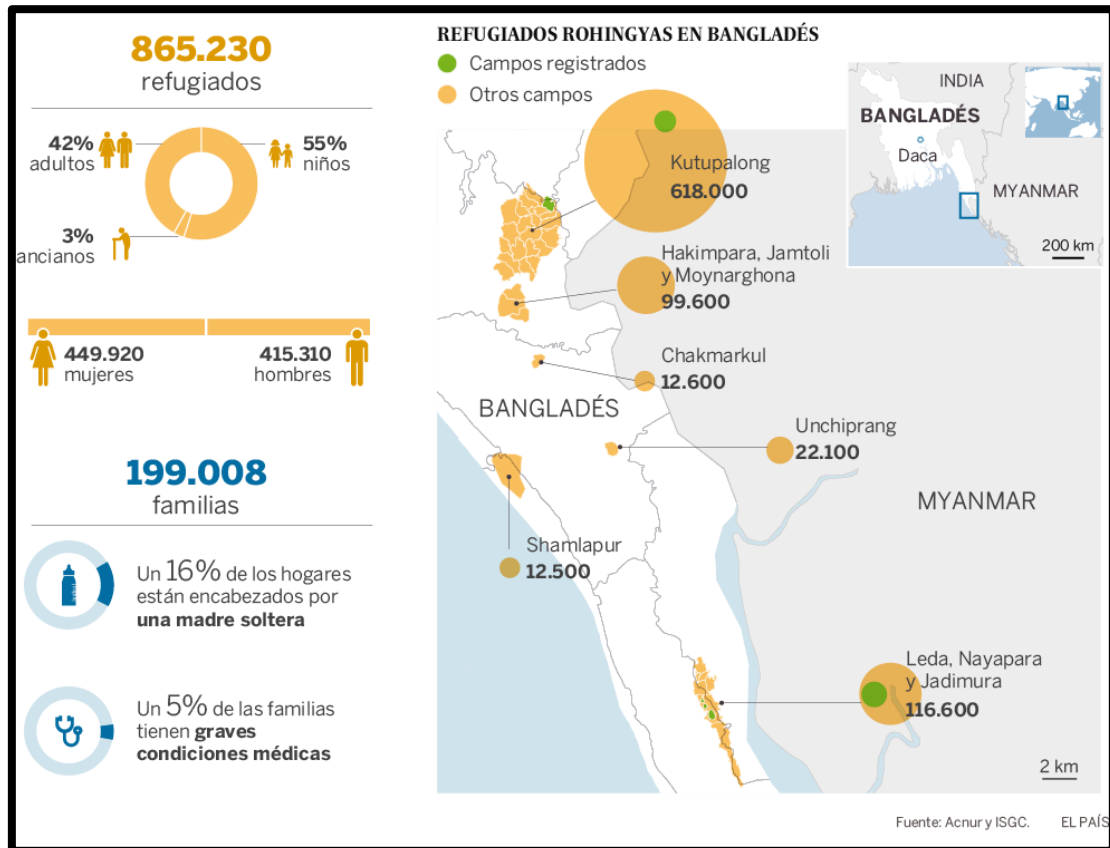 865.230
refugiados
42%
adultos
55%
niños
3%
ancianos
449.920
mujeres
415.310
hombres
199.008
familias
Un 16% de los hogares
están encabezados por
una madre soltera
Un 5% de las familias
tienen graves
condiciones médicas
REFUGIADOS ROHINGYAS EN BANGLADÉS
Campos registrados
Otros campos
Kutupalong
618.000
Hakimpara, Jamtoli
y Moynarghona
99.600
Chakmarkul
12.600
BANGLADÉS
Unchiprang
22.100
MYANMAR
Shamlapur
12.500
Leda, Nayapara
y Jadimura
116.600
2 km
INDIA
BANGLADÉS
Daca
MYANMAR
200 km
Fuente: Acnur y ISGC. EL PAÍS